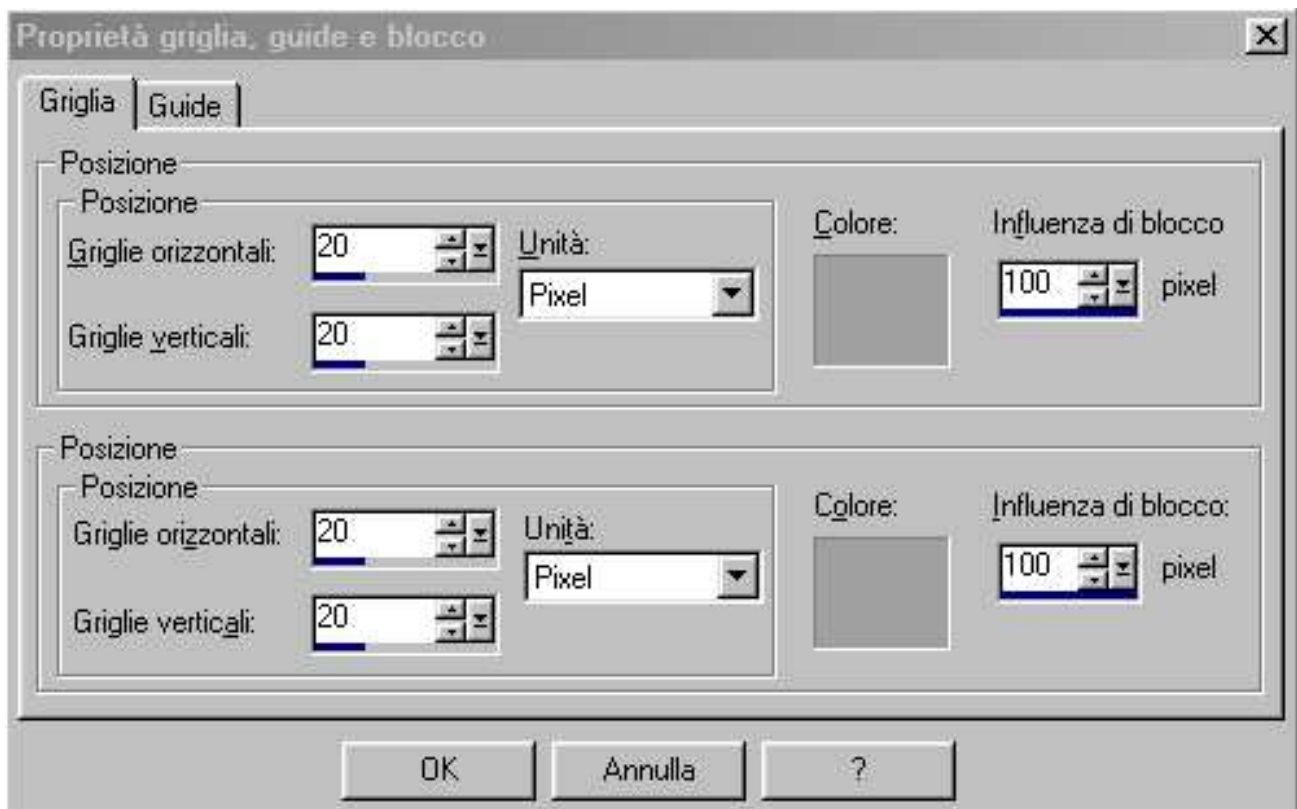 Proprietà griglia, guide e blocco
Griglia Guide
Posizione
Posizione
Griglie orizzontali: 20 Unità: Colore: Influenza di blocco
Pixel 100 pixel
Griglie verticali: 20
Posizione
Posizione
Griglie orizzontali: 20 Unità: Colore: Influenza di blocco:
Pixel 100 pixel
Griglie verticali: 20
OK Annulla ?